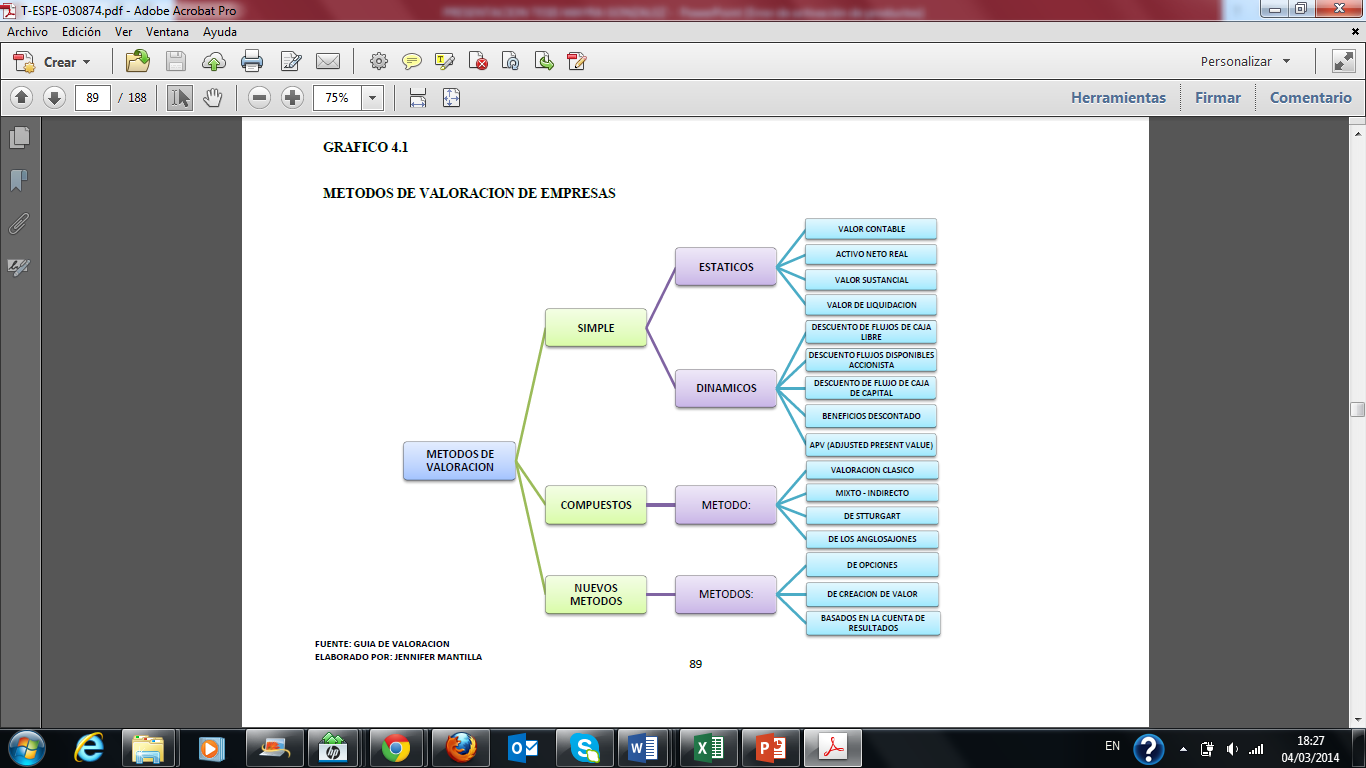 T-ESPE-030874.pdf - Adobe Acrobat Pro
Archivo Edición Ver Ventana Ayuda
Crear
Personalizar
89 / 188
75%
Herramientas Firmar Comentario
GRAFICO 4.1
METODOS DE VALORACION DE EMPRESAS
METODOS DE
VALORACION
SIMPLE
ESTATICOS
VALOR CONTABLE
ACTIVO NETO REAL
VALOR SUSTANCIAL
VALOR DE LIQUIDACION
DINAMICOS
DESCUENTO DE FLUJOS DE CAJA
LIBRE
DESCUENTO FLUJOS DISPONIBLES
ACCIONISTA
DESCUENTO DE FLUJO DE CAJA
DE CAPITAL
BENEFICIOS DESCONTADO
APV (ADJUSTED PRESENT VALUE)
COMPUESTOS
METODO:
VALORACION CLASICO
MIXTO - INDIRECTO
DE STTURGART
DE LOS ANGLOSAJONES
NUEVOS
METODOS
METODOS:
DE OPCIONES
DE CREACION DE VALOR
BASADOS EN LA CUENTA DE
RESULTADOS
FUENTE: GUIA DE VALORACION
ELABORADO POR: JENNIFER MANTILLA
89
EN
18:27
04/03/2014